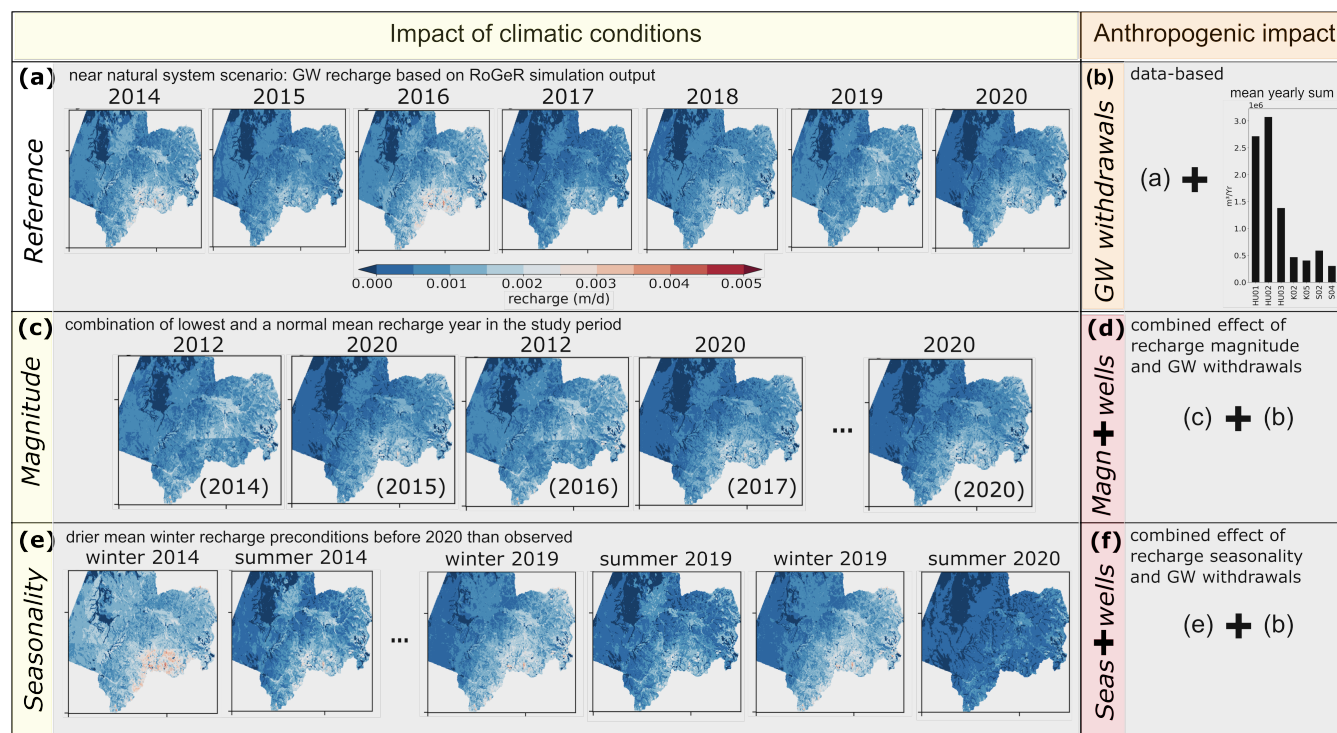 Impact of climatic conditions
Anthropogenic impact
(a) near natural system scenario: GW recharge based on RoGeR simulation output
2014 2015 2016 2017 2018 2019 2020
Reference
0.000 0.001 0.002 0.003 0.004 0.005
recharge (m/d)
(b) data-based
GW withdrawals
mean yearly sum
1e6
(a) +
m³/Yr
3.0
2.5
2.0
1.5
1.0
0.5
0.0
HU01 HU02 HU03 K02 K05 S02 S04
(c) combination of lowest and a normal mean recharge year in the study period
2012 2020 2012 2020 2020
Magnitude
...
(2014) (2015) (2016) (2017) (2020)
(d) combined effect of
recharge magnitude
and GW withdrawals
Magn+wells
(c) + (b)
(e) drier mean winter recharge preconditions before 2020 than observed
winter 2014 summer 2014 winter 2019 summer 2019 winter 2019 summer 2020
Seasonality
...
(f) combined effect of
recharge seasonality
and GW withdrawals
Seas+wells
(e) + (b)